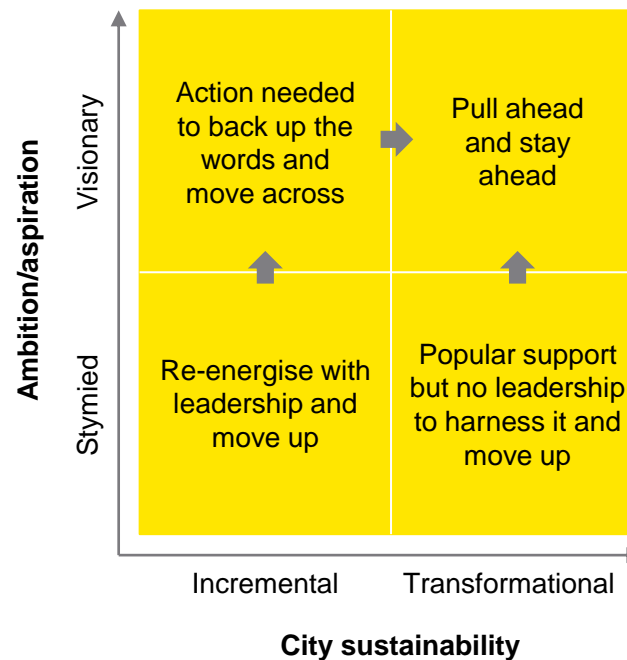 Ambition/aspiration
Visionary
Stymied
Action needed
to back up the
words and
move across
Pull ahead
and stay
ahead
Re-energise with
leadership and
move up
Popular support
but no leadership
to harness it and
move up
Incremental
Transformational
City sustainability